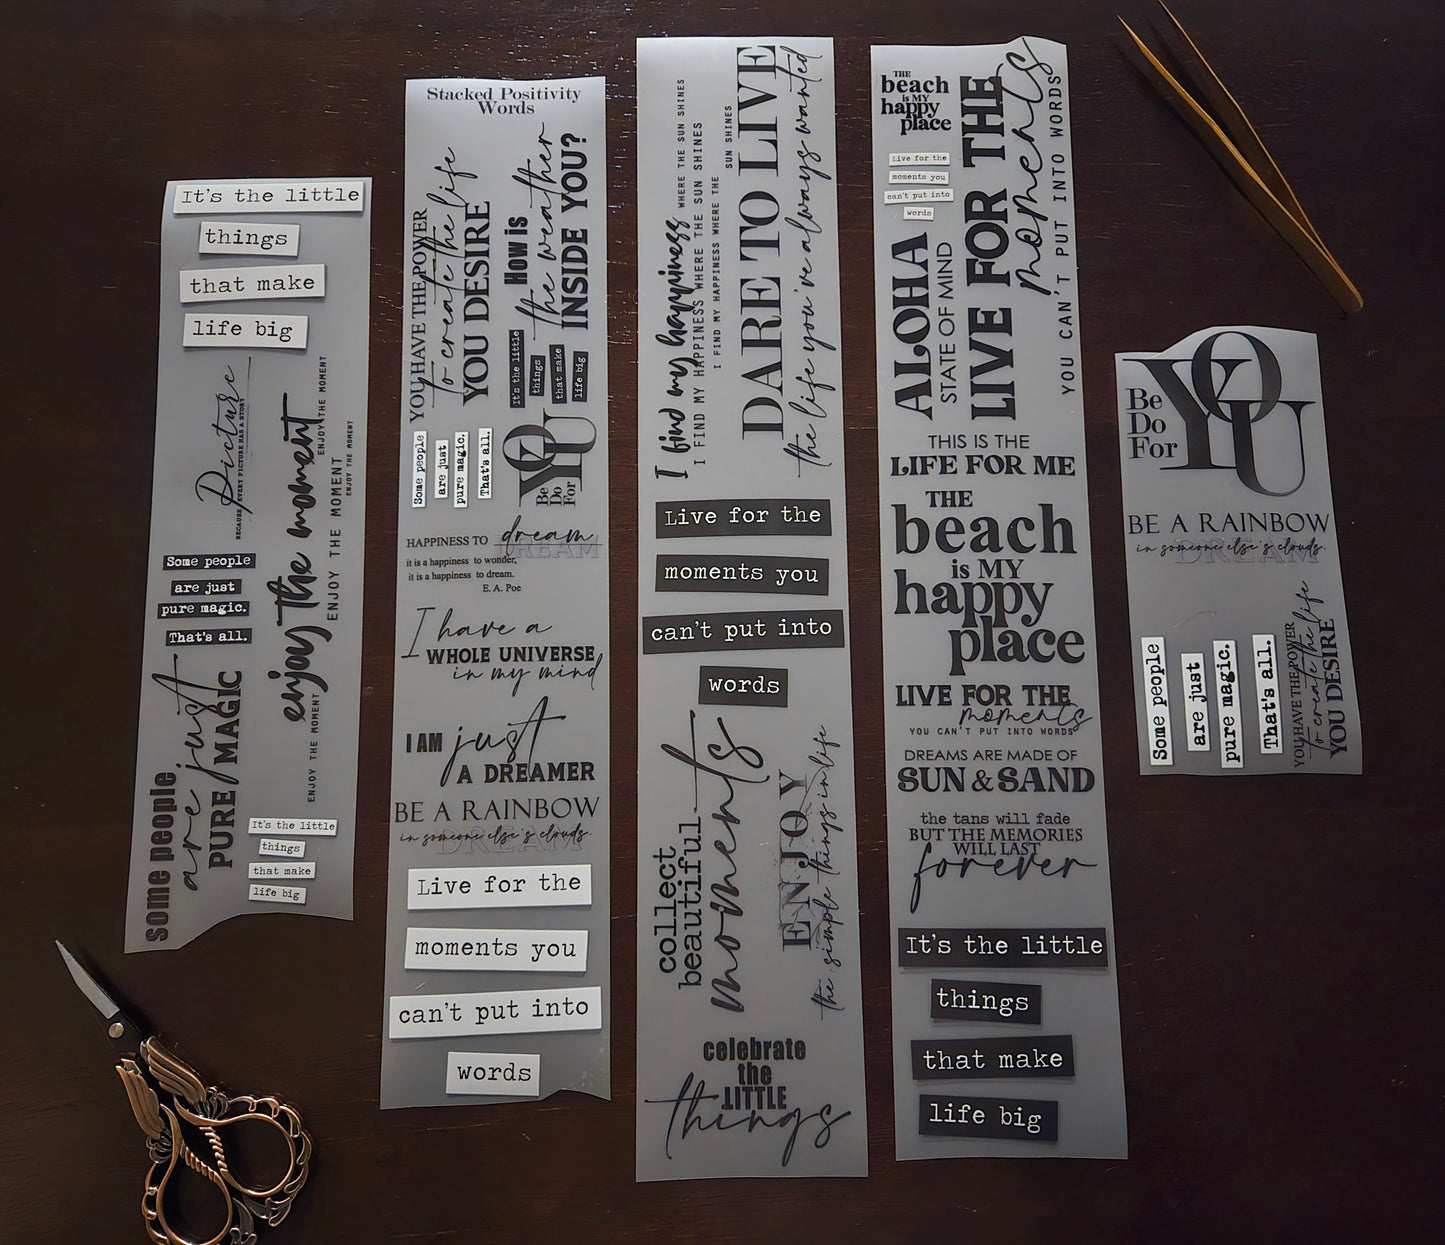 It's the little
things
that make
life big
Picture
BECAUSE EVERY PICTURE HAS A STORY
enjoy the moment
ENJOY THE MOMENT
ENJOY THE MOMENT
ENJOY THE MOMENT
ENJOY THE MOMENT
Some people
are just
pure magic.
That's all.
some people
are just
PURE MAGIC
It's the little
things
that make
life big
Stacked Positivity
Words
YOU HAVE THE POWER
to create the life
YOU DESIRE
How is
the weather
INSIDE YOU?
It's the little
things
that make
life big
Some people
are just
pure magic.
That's all.
Be
Do
For
YOU
HAPPINESS TO dream
DREAM
it is a happiness to wonder,
it is a happiness to dream.
E. A. Poe
I have a
WHOLE UNIVERSE
in my mind
I AM just
A DREAMER
BE A RAINBOW
in someone else's clouds.
DREAM
Live for the
moments you
can't put into
words
I find my happiness WHERE THE SUN SHINES
I FIND MY HAPPINESS WHERE THE SUN SHINES
I FIND MY HAPPINESS WHERE THE SUN SHINES
DARE TO LIVE
the life you've always wanted
Live for the
moments you
can't put into
words
collect
beautiful
moments
ENJOY
the simple things in life
celebrate
the
LITTLE
things
THE
beach
is MY
happy
place
Live for the
moments you
can't put into
words
ALOHA
STATE OF MIND
LIVE FOR THE
moments
YOU CAN'T PUT INTO WORDS
THIS IS THE
LIFE FOR ME
THE
beach
is MY
happy
place
LIVE FOR THE
moments
YOU CAN'T PUT INTO WORDS
DREAMS ARE MADE OF
SUN & SAND
the tans will fade
BUT THE MEMORIES
WILL LAST
forever
It's the little
things
that make
life big
Be
Do
For
YOU
BE A RAINBOW
in someone else's clouds.
DREAM
Some people
are just
pure magic.
That's all.
YOU HAVE THE POWER
to create the life
YOU DESIRE